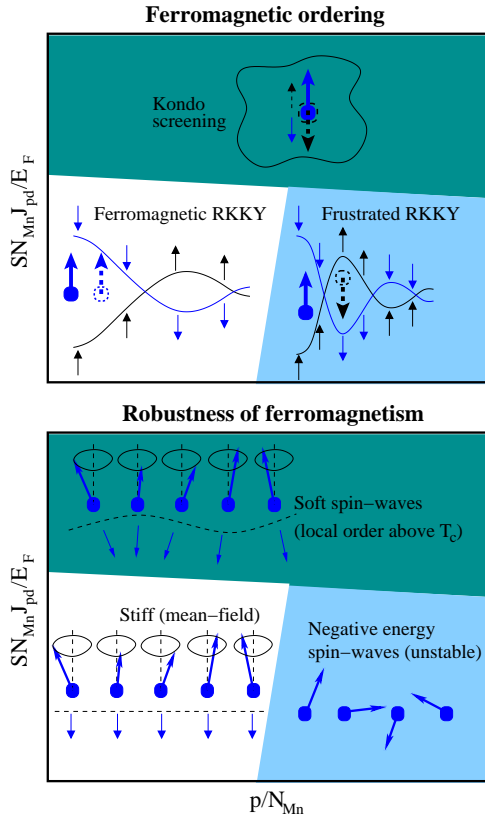 Ferromagnetic ordering
Kondo
screening
SN_Mn J_pd/E_F
Ferromagnetic RKKY
Frustrated RKKY
Robustness of ferromagnetism
Soft spin−waves
(local order above T_c)
SN_Mn J_pd/E_F
Stiff (mean−field)
Negative energy
spin−waves (unstable)
p/N_Mn